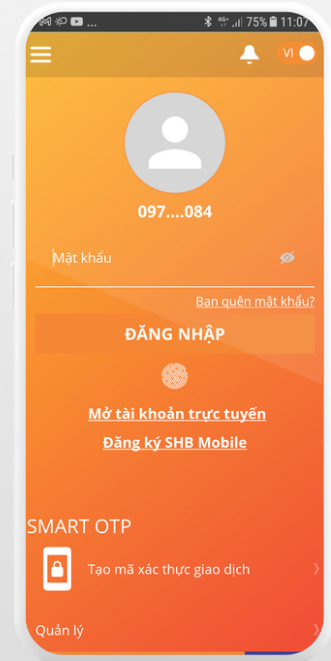 ... 75% 11:07
VI
097....084
Mật khẩu
Bạn quên mật khẩu?
ĐĂNG NHẬP
Mở tài khoản trực tuyến
Đăng ký SHB Mobile
SMART OTP
Tạo mã xác thực giao dịch
Quản lý